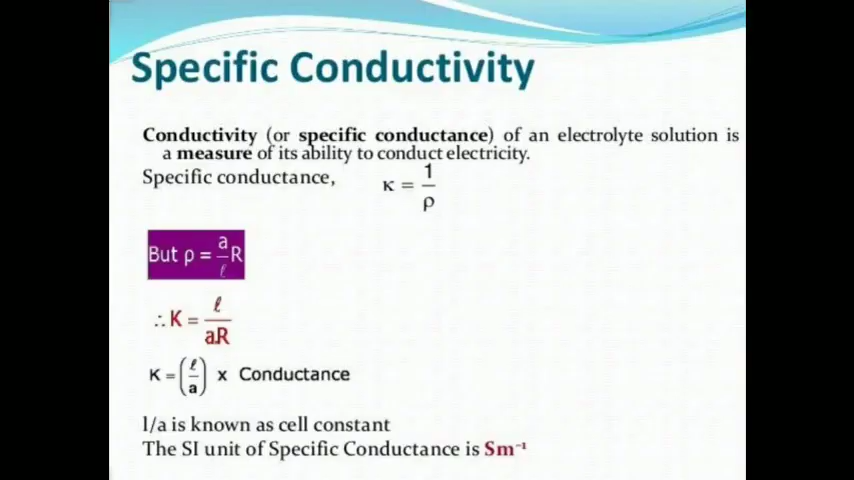 Specific Conductivity
Conductivity (or specific conductance) of an electrolyte solution is
a measure of its ability to conduct electricity.
Specific conductance, κ = 1/ρ
But ρ = a/ℓ R
∴ K = ℓ/aR
K = (ℓ/a) x Conductance
l/a is known as cell constant
The SI unit of Specific Conductance is Sm⁻¹